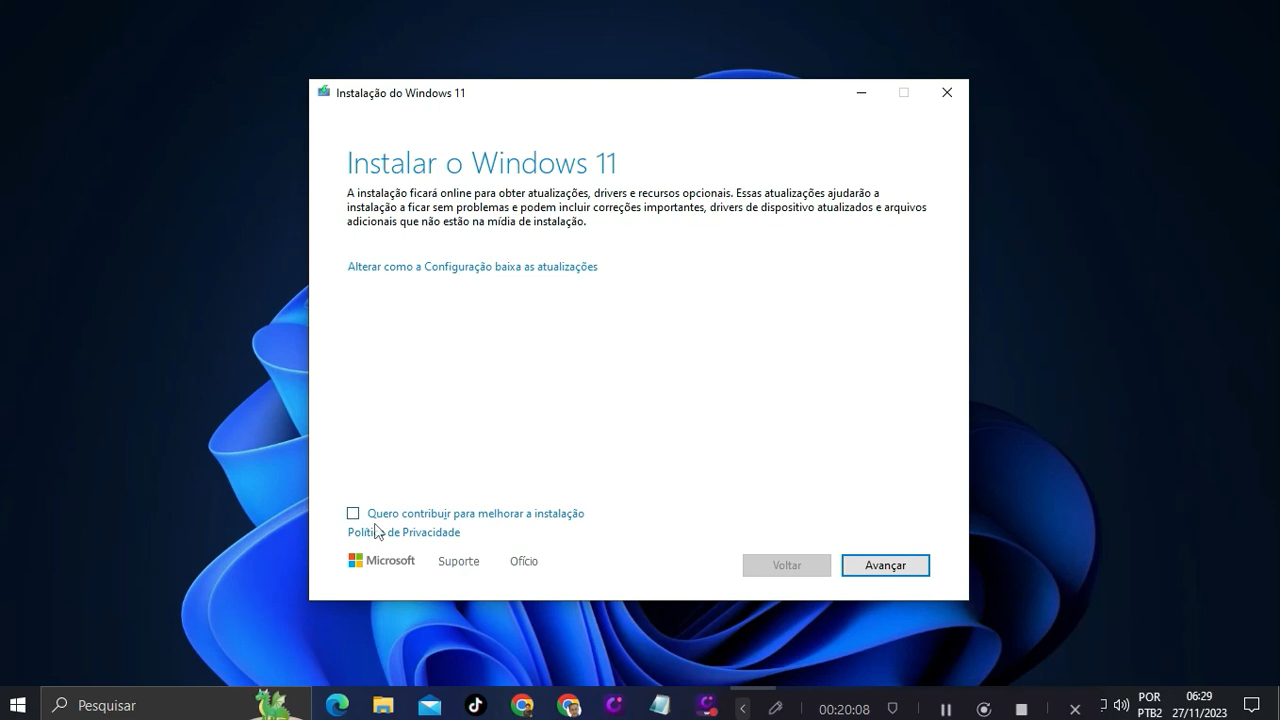 Instalação do Windows 11
Instalar o Windows 11
A instalação ficará online para obter atualizações, drivers e recursos opcionais. Essas atualizações ajudarão a
instalação a ficar sem problemas e podem incluir correções importantes, drivers de dispositivo atualizados e arquivos
adicionais que não estão na mídia de instalação.
Alterar como a Configuração baixa as atualizações
Quero contribuir para melhorar a instalação
Política de Privacidade
Microsoft Suporte Ofício
Voltar Avançar
Pesquisar
00:20:08
POR
PTB2
06:29
27/11/2023